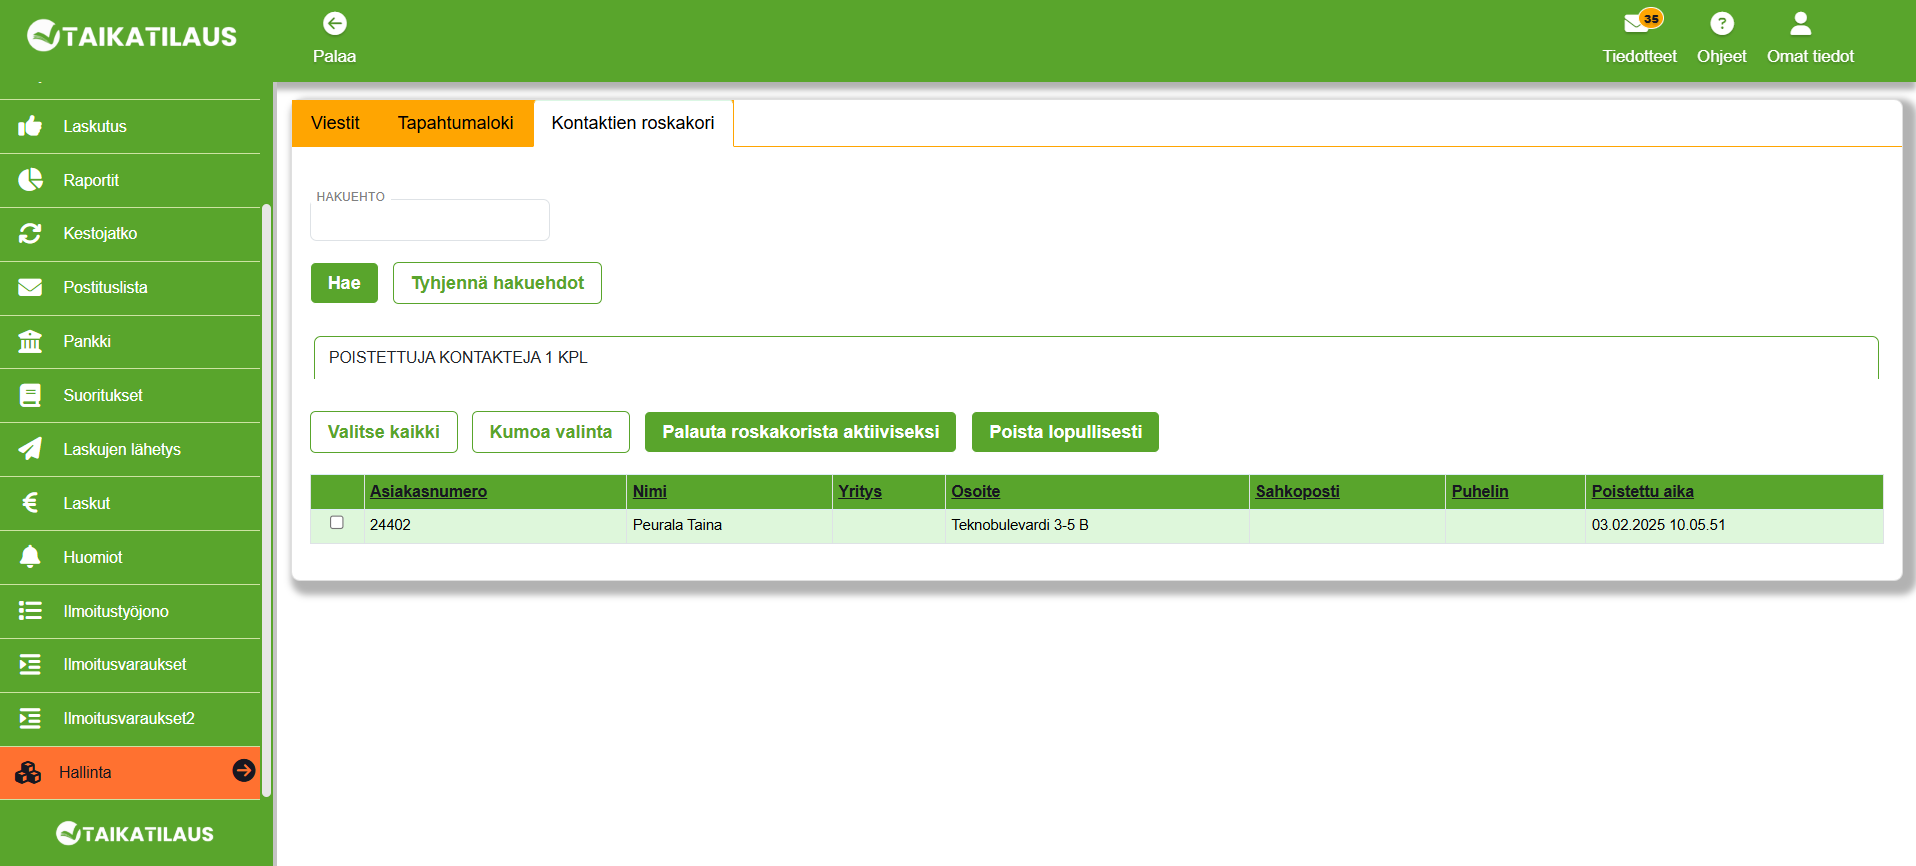 TAIKATILAUS
Palaa
35
Tiedotteet
Ohjeet
Omat tiedot
Laskutus
Raportit
Kestojatko
Postituslista
Pankki
Suoritukset
Laskujen lähetys
Laskut
Huomiot
Ilmoitustyöjono
Ilmoitusvaraukset
Ilmoitusvaraukset2
Hallinta
TAIKATILAUS
Viestit Tapahtumaloki Kontaktien roskakori
HAKUEHTO
Hae Tyhjennä hakuehdot
POISTETTUJA KONTAKTEJA 1 KPL
Valitse kaikki Kumoa valinta Palauta roskakorista aktiiviseksi Poista lopullisesti
Asiakasnumero Nimi Yritys Osoite Sahkoposti Puhelin Poistettu aika
24402 Peurala Taina Teknobulevardi 3-5 B 03.02.2025 10.05.51